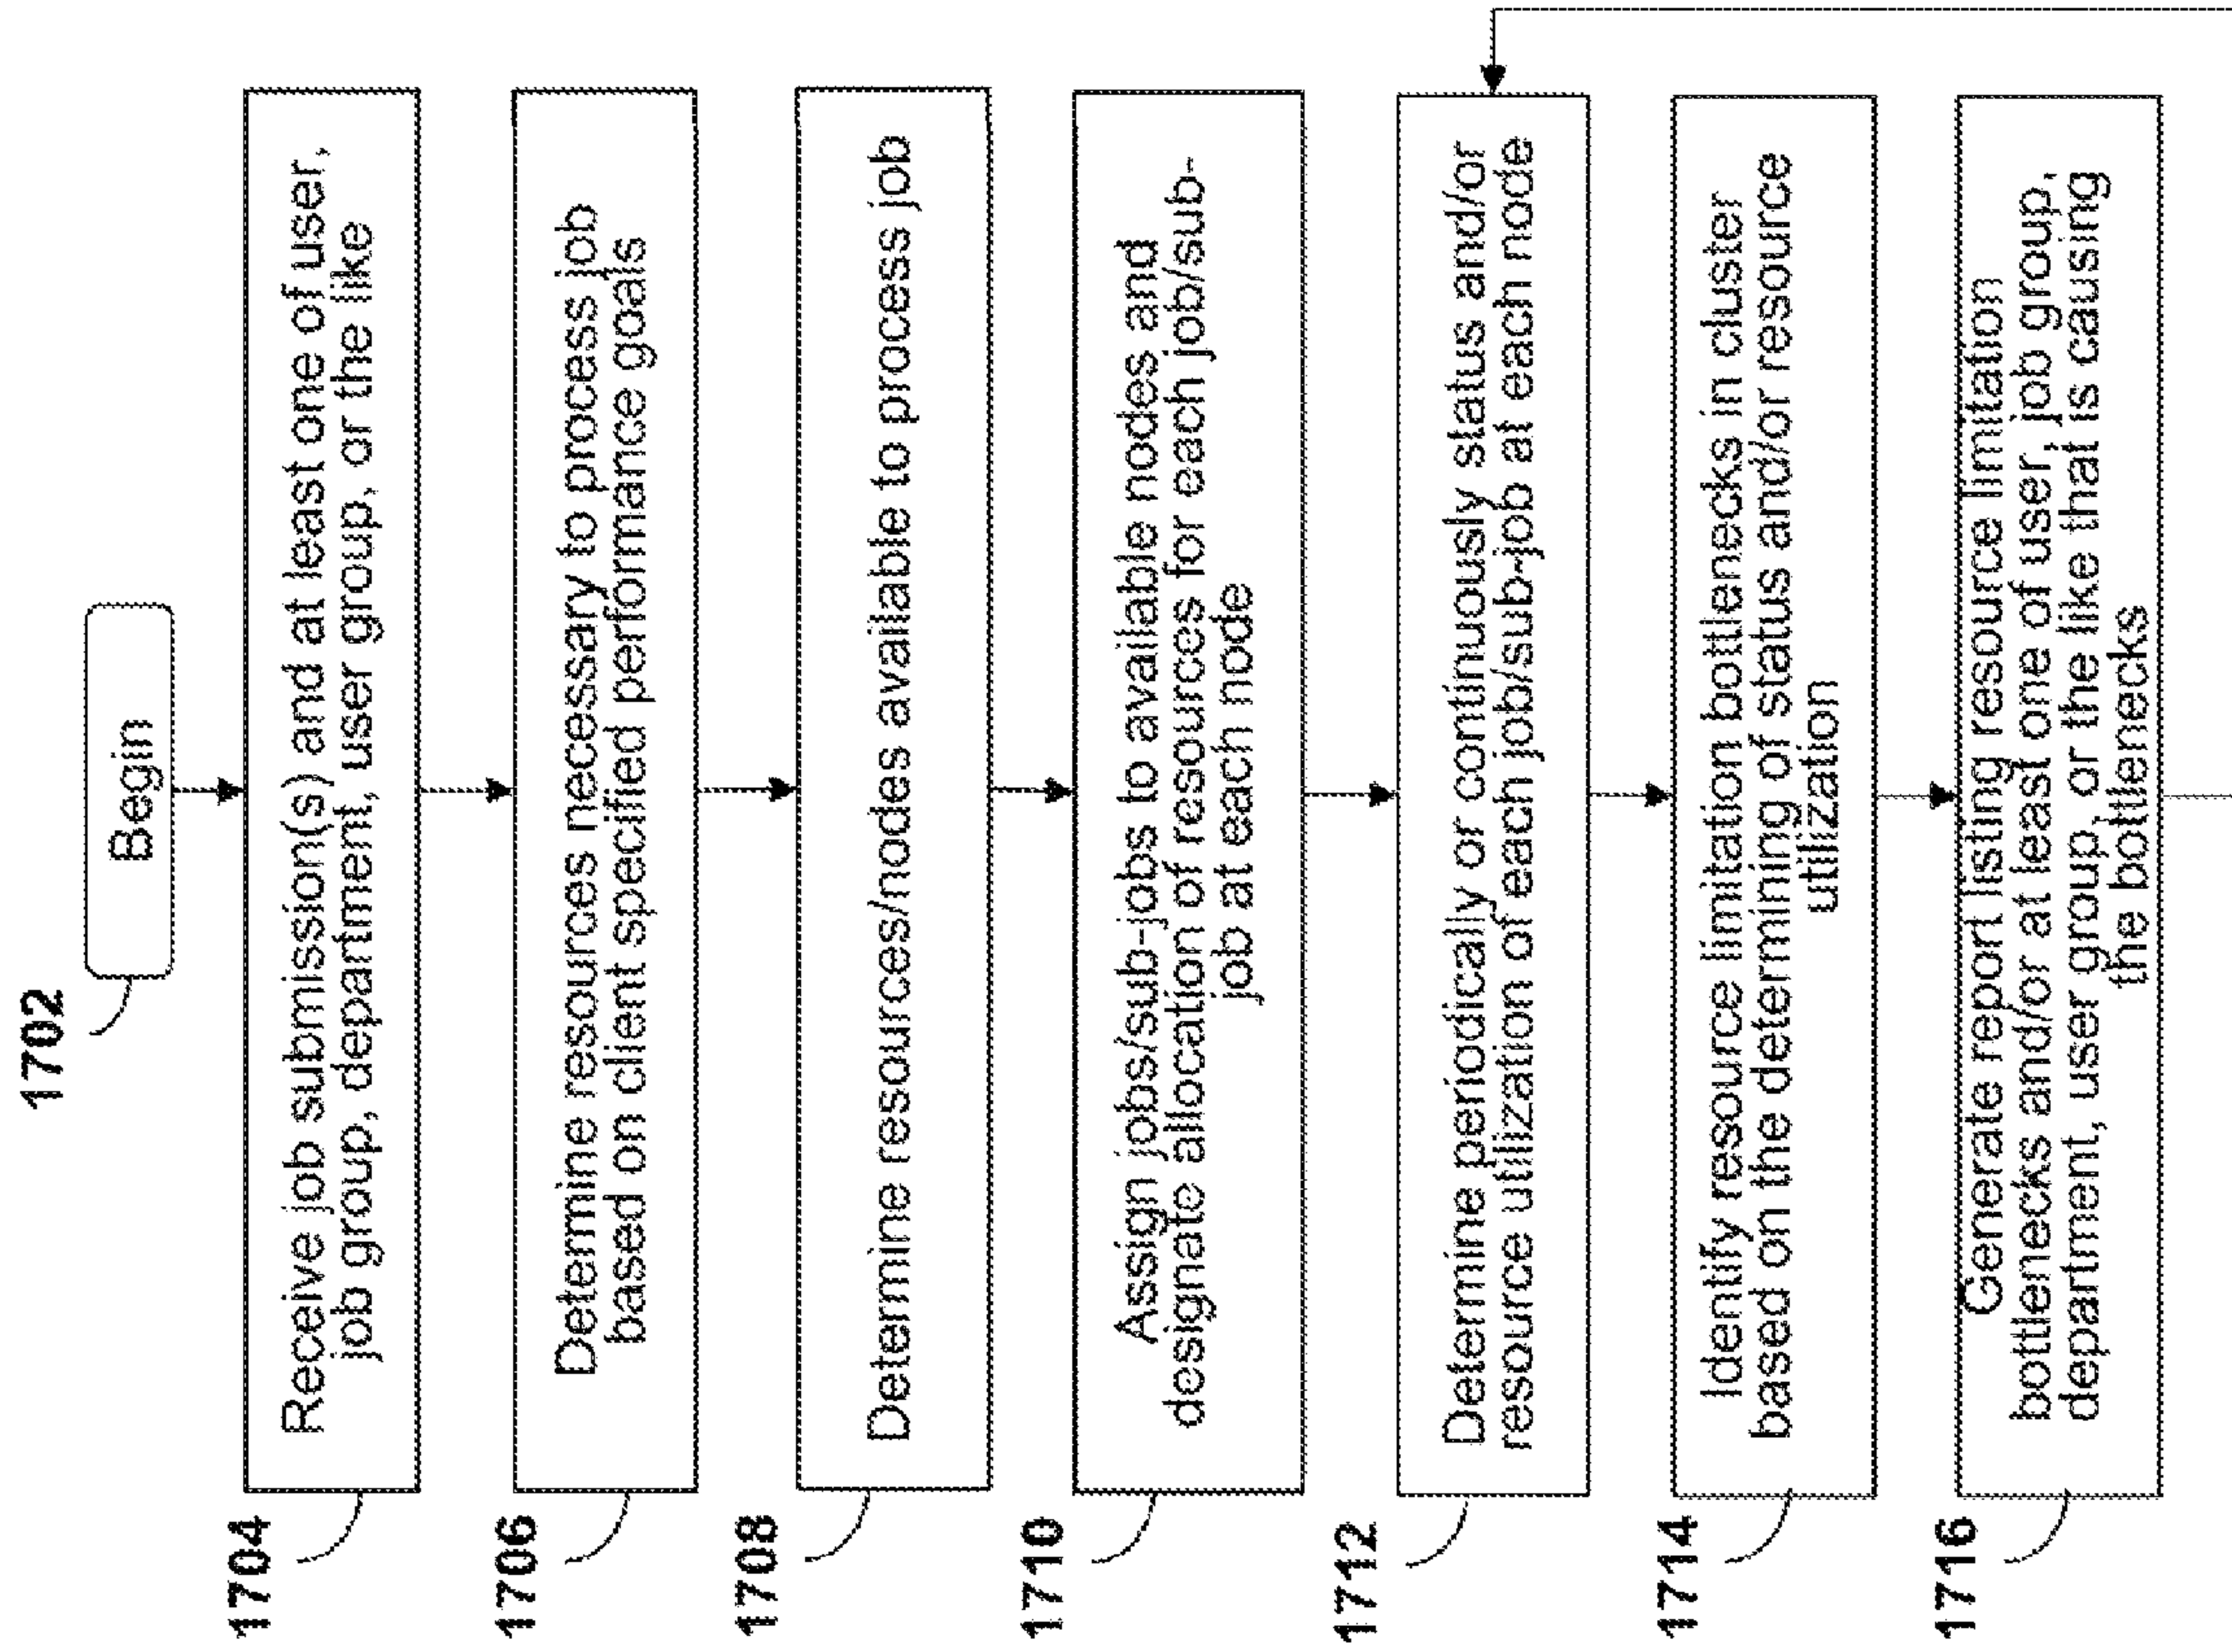 1702
Begin
1704
Receive job submission(s) and at least one of user,
job group, department, user group, or the like
1706
Determine resources necessary to process job
based on client specified performance goals
1708
Determine resources/nodes available to process job
1710
Assign jobs/sub-jobs to available nodes and
designate allocation of resources for each job/sub-
job at each node
1712
Determine periodically or continuously status and/or
resource utilization of each job/sub-job at each node
1714
Identify resource limitation bottlenecks in cluster
based on the determining of status and/or resource
utilization
1716
Generate report listing resource limitation
bottlenecks and/or at least one of user, job group,
department, user group, or the like that is causing
the bottlenecks